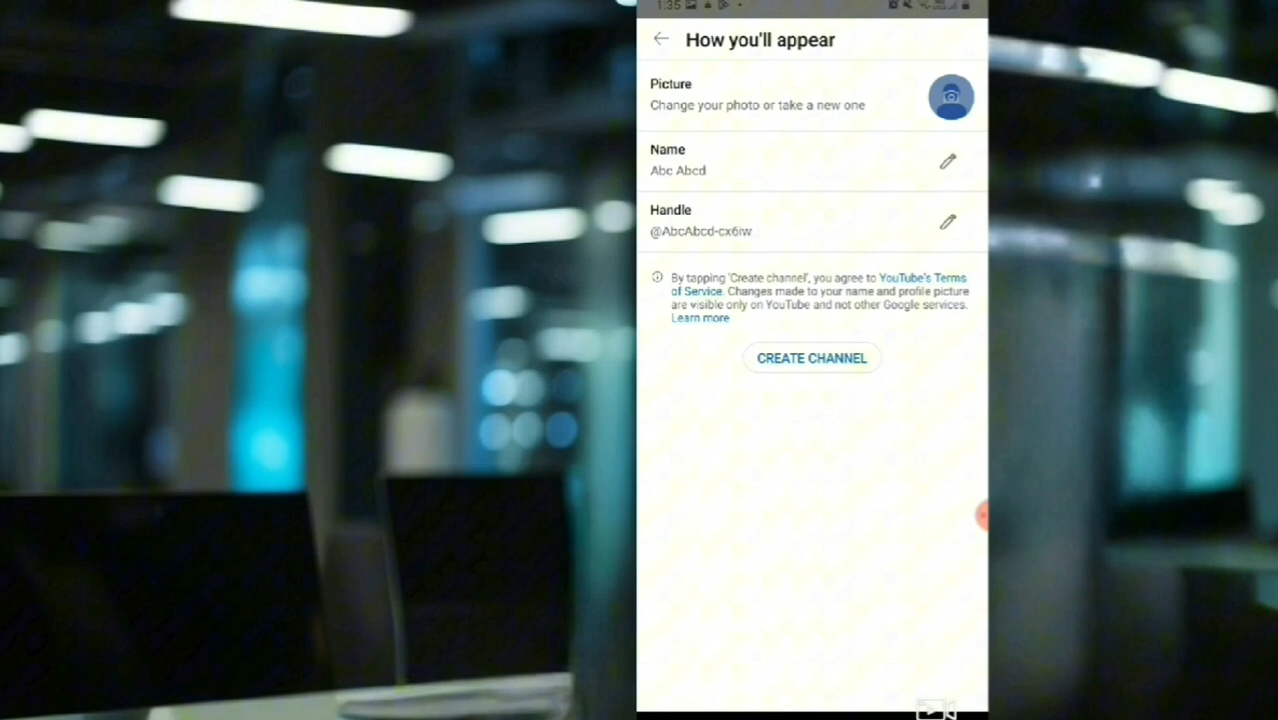 1:35
How you'll appear
Picture
Change your photo or take a new one
Name
Abc Abcd
Handle
@AbcAbcd-cx6iw
By tapping 'Create channel', you agree to YouTube's Terms
of Service. Changes made to your name and profile picture
are visible only on YouTube and not other Google services.
Learn more
CREATE CHANNEL